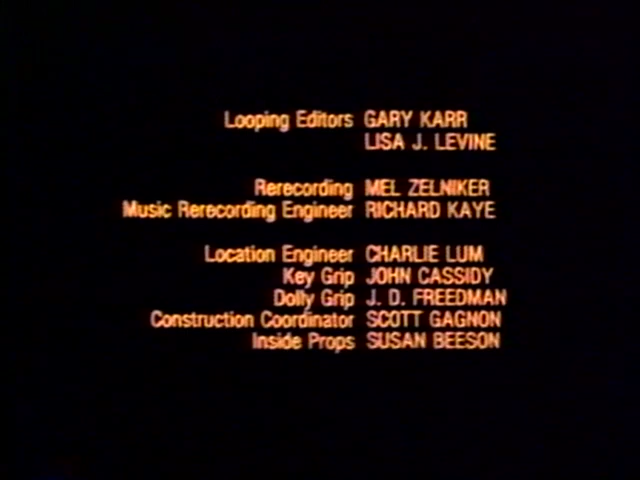 Looping Editors GARY KARR
LISA J. LEVINE
Rerecording MEL ZELNIKER
Music Rerecording Engineer RICHARD KAYE
Location Engineer CHARLIE LUM
Key Grip JOHN CASSIDY
Dolly Grip J. D. FREEDMAN
Construction Coordinator SCOTT GAGNON
Inside Props SUSAN BEESON